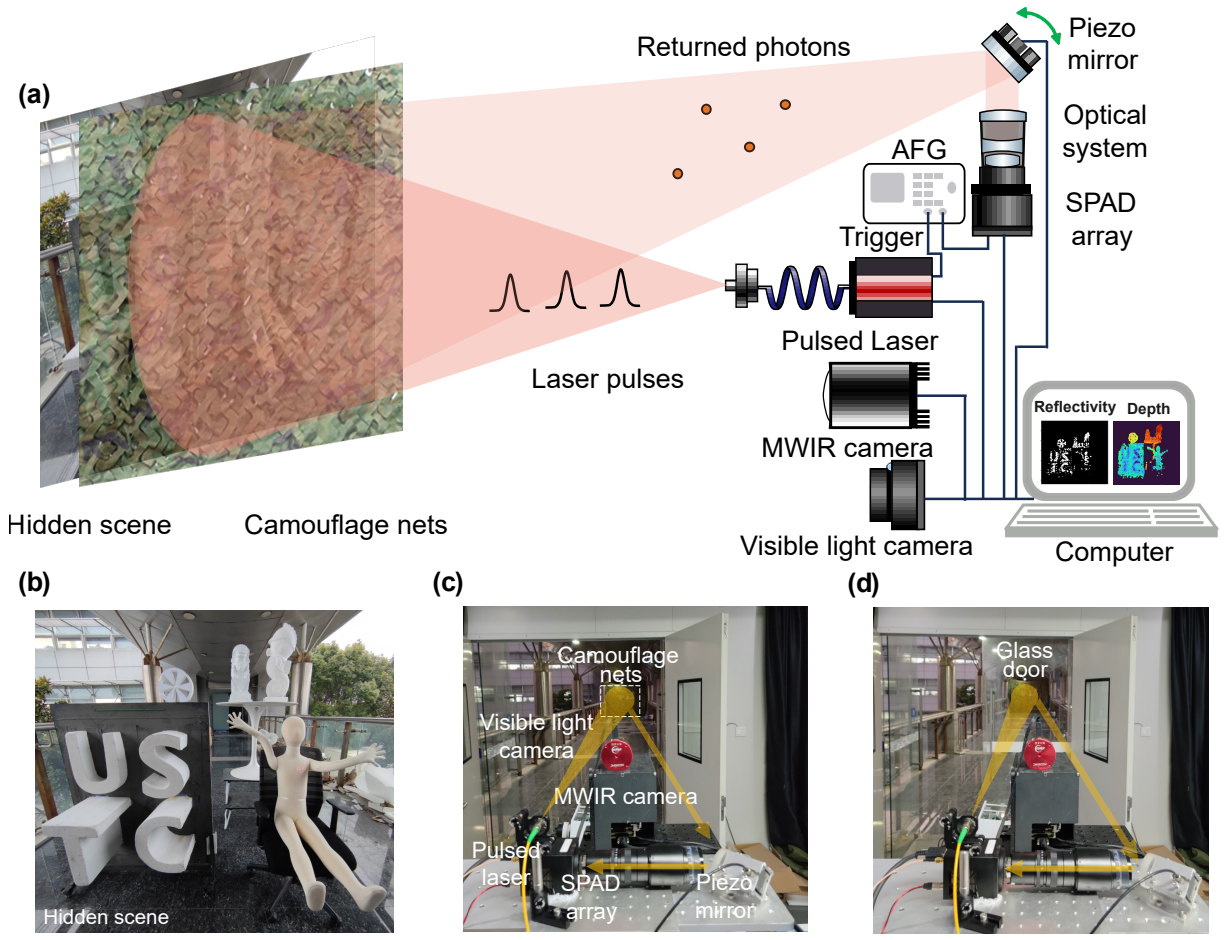 Returned photons
Piezo
mirror
(a)
Optical
system
AFG
SPAD
array
Trigger
Pulsed Laser
Laser pulses
MWIR camera
Reflectivity
Depth
Hidden scene
Camouflage nets
Visible light camera
Computer
(b)
US
TC
Hidden scene
(c)
Camouflage
nets
Visible light
camera
MWIR camera
Pulsed
laser
SPAD
array
Piezo
mirror
(d)
Glass
door